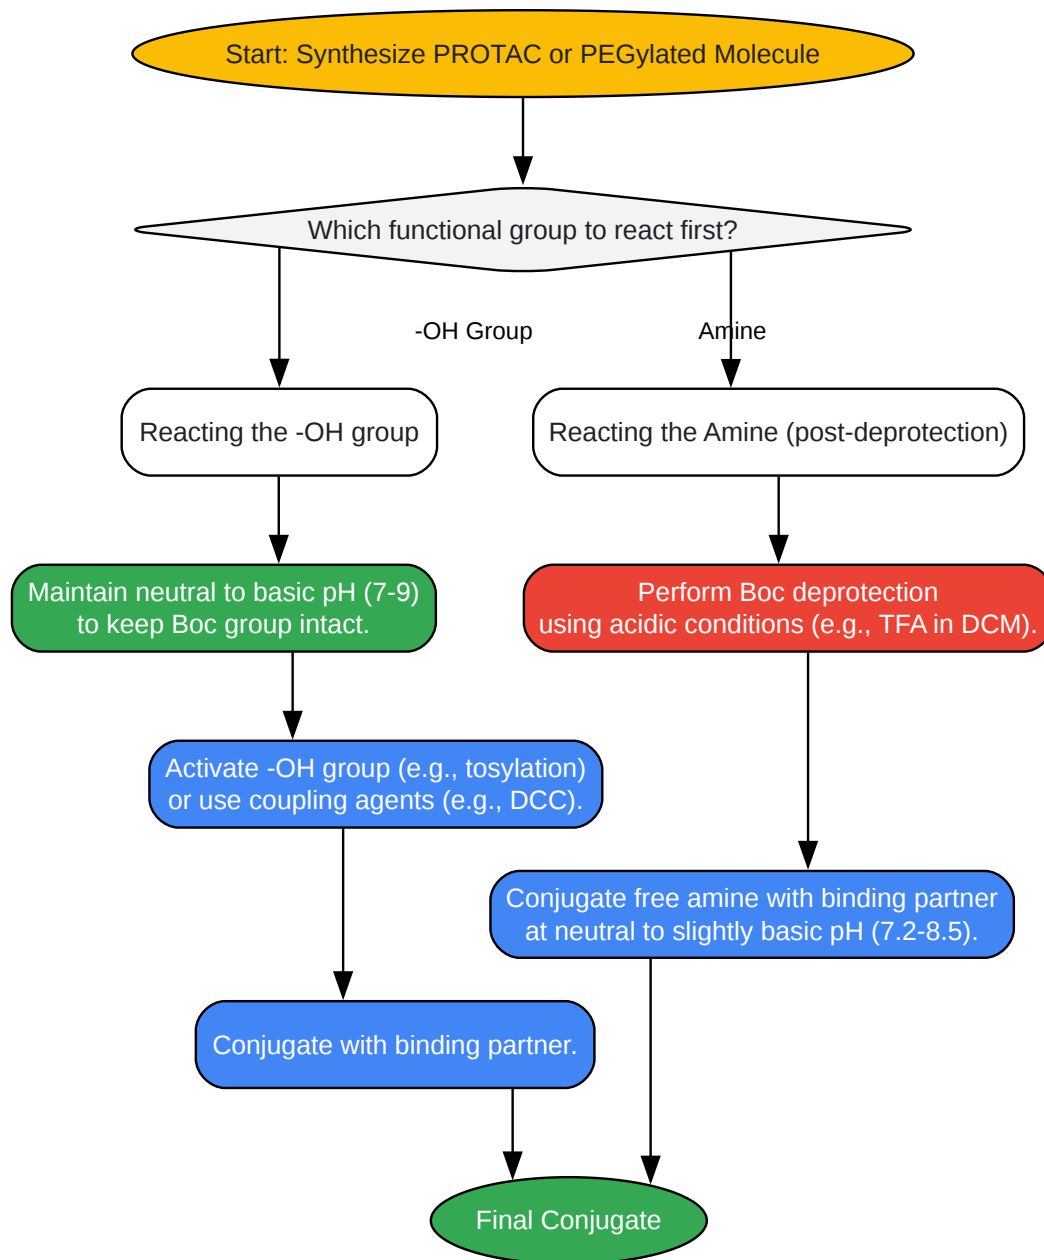 Start: Synthesize PROTAC or PEGylated Molecule
Which functional group to react first?
-OH Group
Amine
Reacting the -OH group
Reacting the Amine (post-deprotection)
Maintain neutral to basic pH (7-9)
to keep Boc group intact.
Perform Boc deprotection
using acidic conditions (e.g., TFA in DCM).
Activate -OH group (e.g., tosylation)
or use coupling agents (e.g., DCC).
Conjugate free amine with binding partner
at neutral to slightly basic pH (7.2-8.5).
Conjugate with binding partner.
Final Conjugate